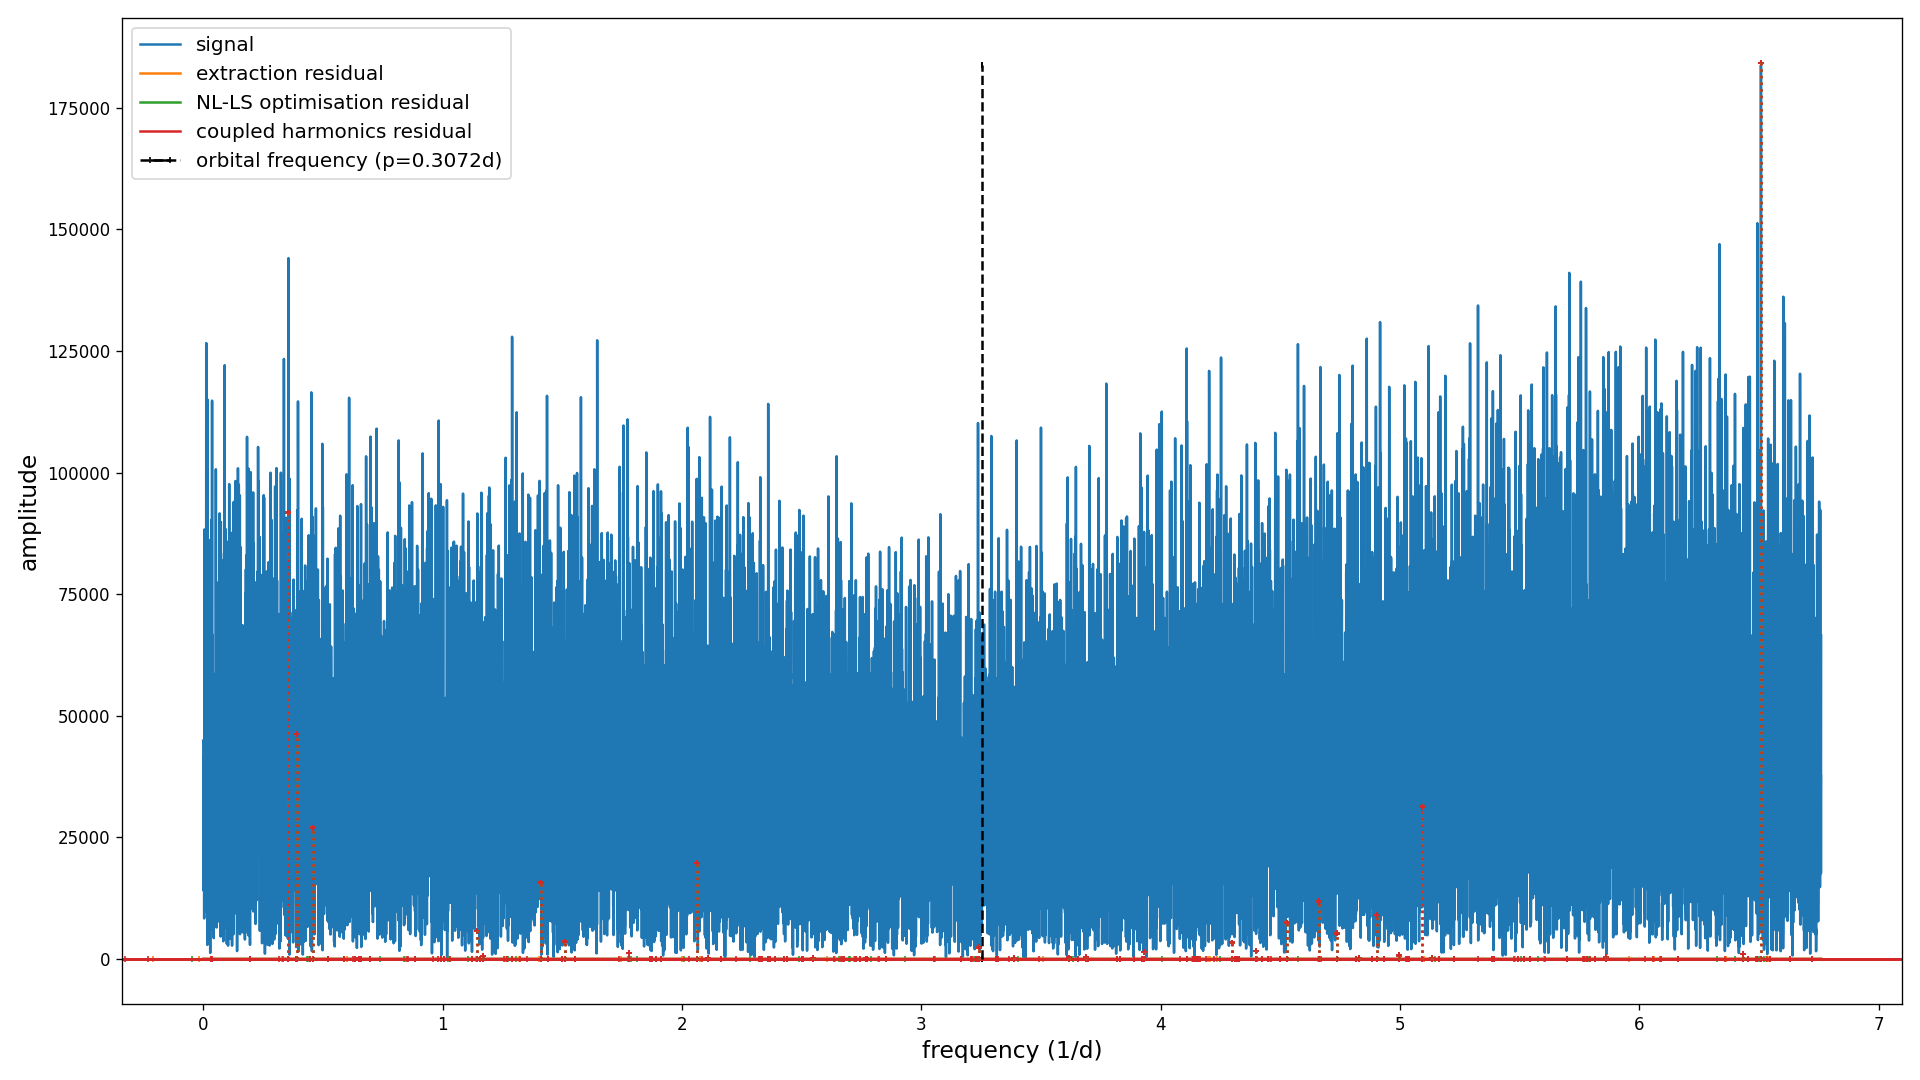 signal
extraction residual
NL-LS optimisation residual
coupled harmonics residual
orbital frequency (p=0.3072d)
amplitude
175000
150000
125000
100000
75000
50000
25000
0
0 1 2 3 4 5 6 7
frequency (1/d)